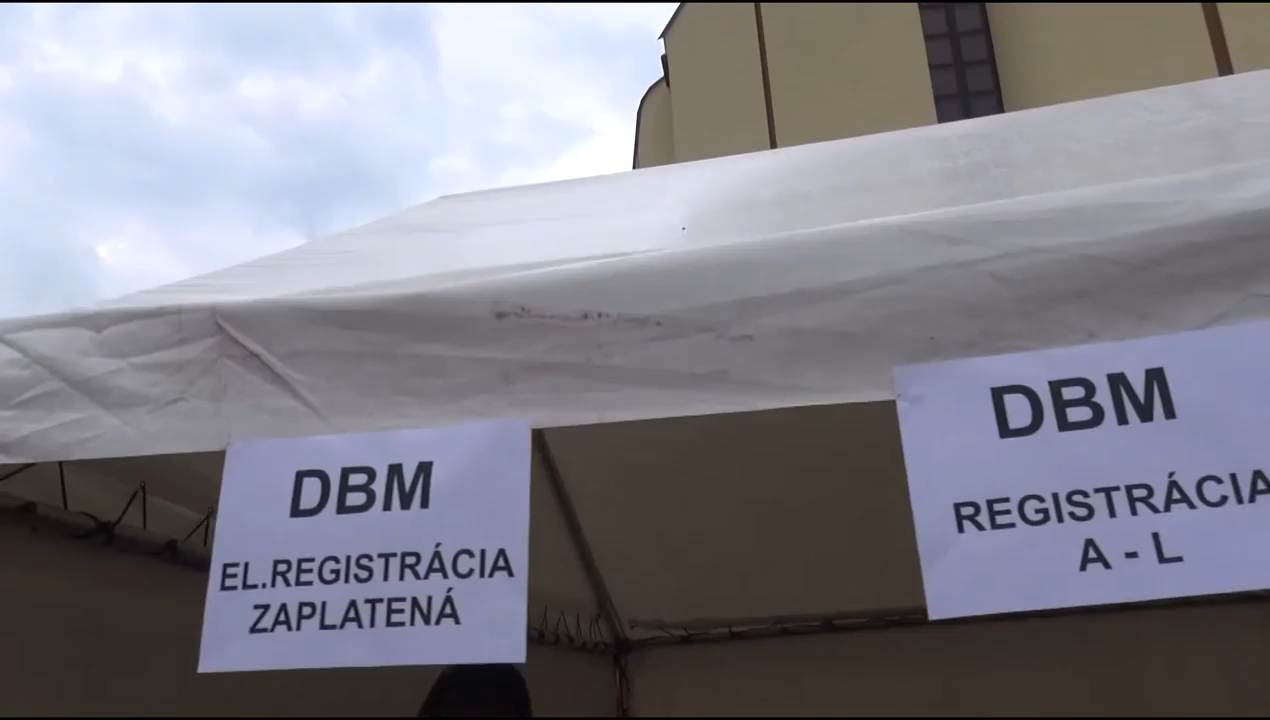 DBM
EL.REGISTRÁCIA
ZAPLATENÁ
DBM
REGISTRÁCIA
A - L